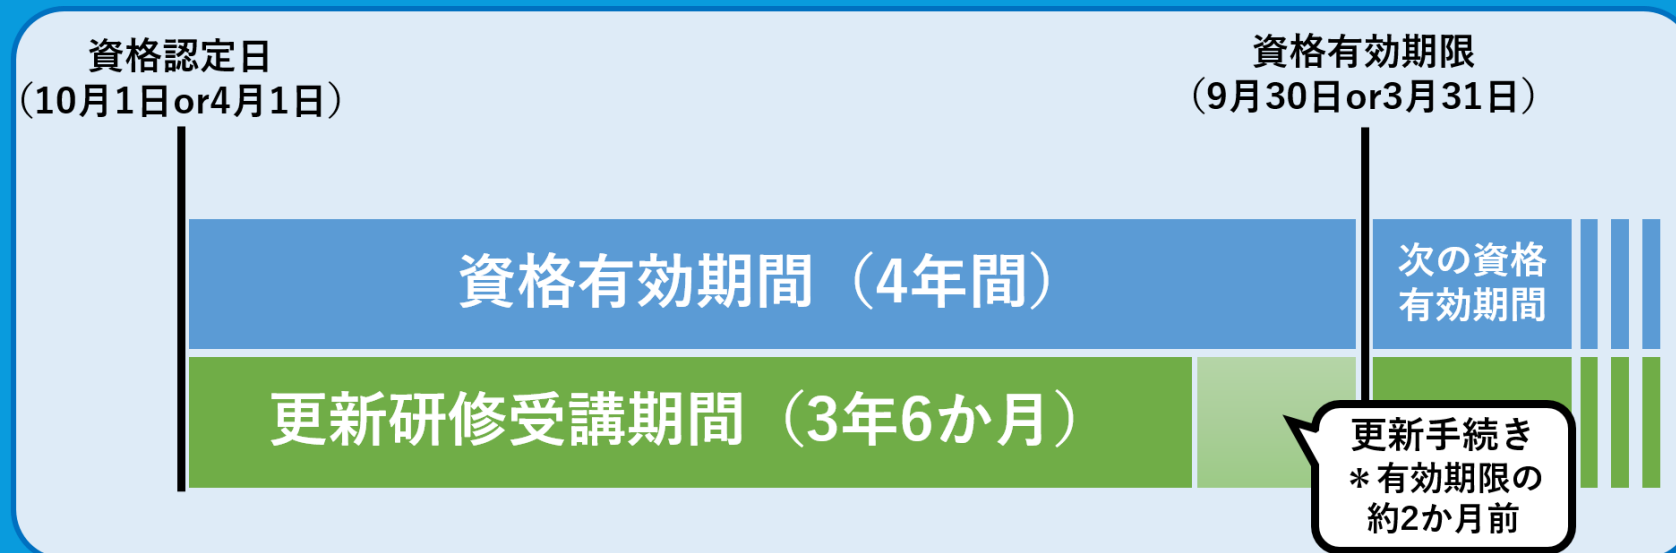 資格認定日
（10月1日or4月1日）
資格有効期限
（9月30日or3月31日）
資格有効期間（4年間）
次の資格
有効期間
更新研修受講期間（3年6か月）
更新手続き
＊有効期限の
約2か月前